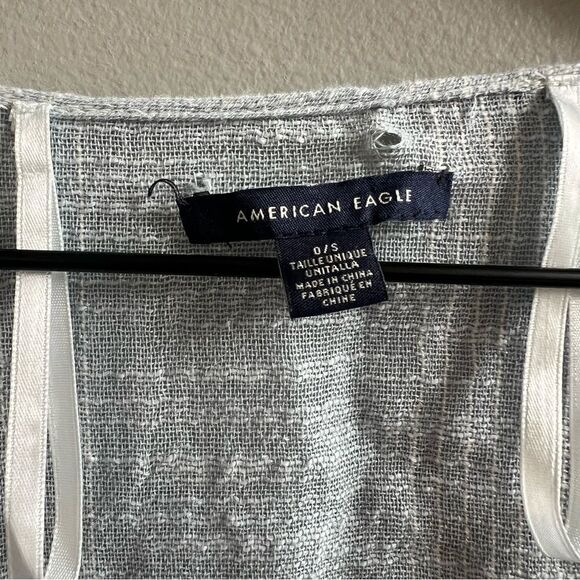 AMERICAN EAGLE
O/S
TAILLE UNIQUE
UNITALLA
MADE IN CHINA
FABRIQUÉ EN
CHINE